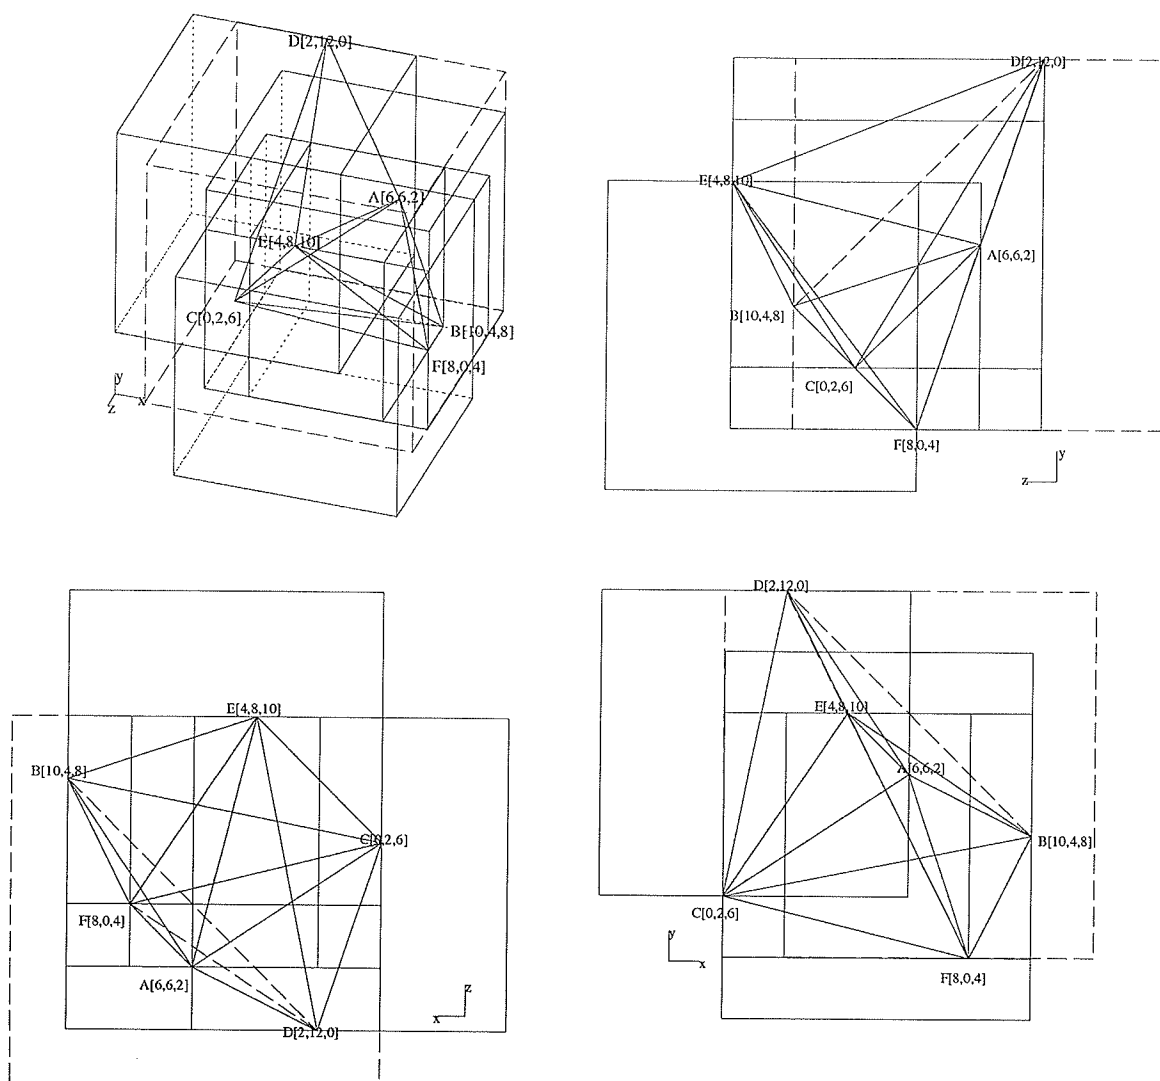 D[2,12,0]
A[6,6,2]
E[4,8,10]
C[0,2,6]
B[10,4,8]
F[8,0,4]
y
z
x
D[2,12,0]
E[4,8,10]
A[6,6,2]
B[10,4,8]
C[0,2,6]
F[8,0,4]
y
z
E[4,8,10]
B[10,4,8]
C[0,2,6]
F[8,0,4]
A[6,6,2]
z
x
D[2,12,0]
D[2,12,0]
E[4,8,10]
A[6,6,2]
B[10,4,8]
C[0,2,6]
y
x
F[8,0,4]